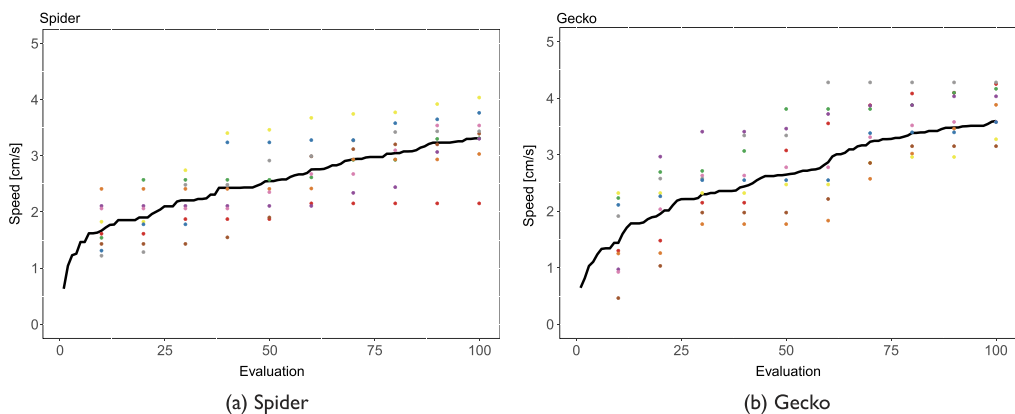 Spider
Speed [cm/s]
5
4
3
2
1
0
0 25 50 75 100
Evaluation
(a) Spider
Gecko
Speed [cm/s]
5
4
3
2
1
0
0 25 50 75 100
Evaluation
(b) Gecko